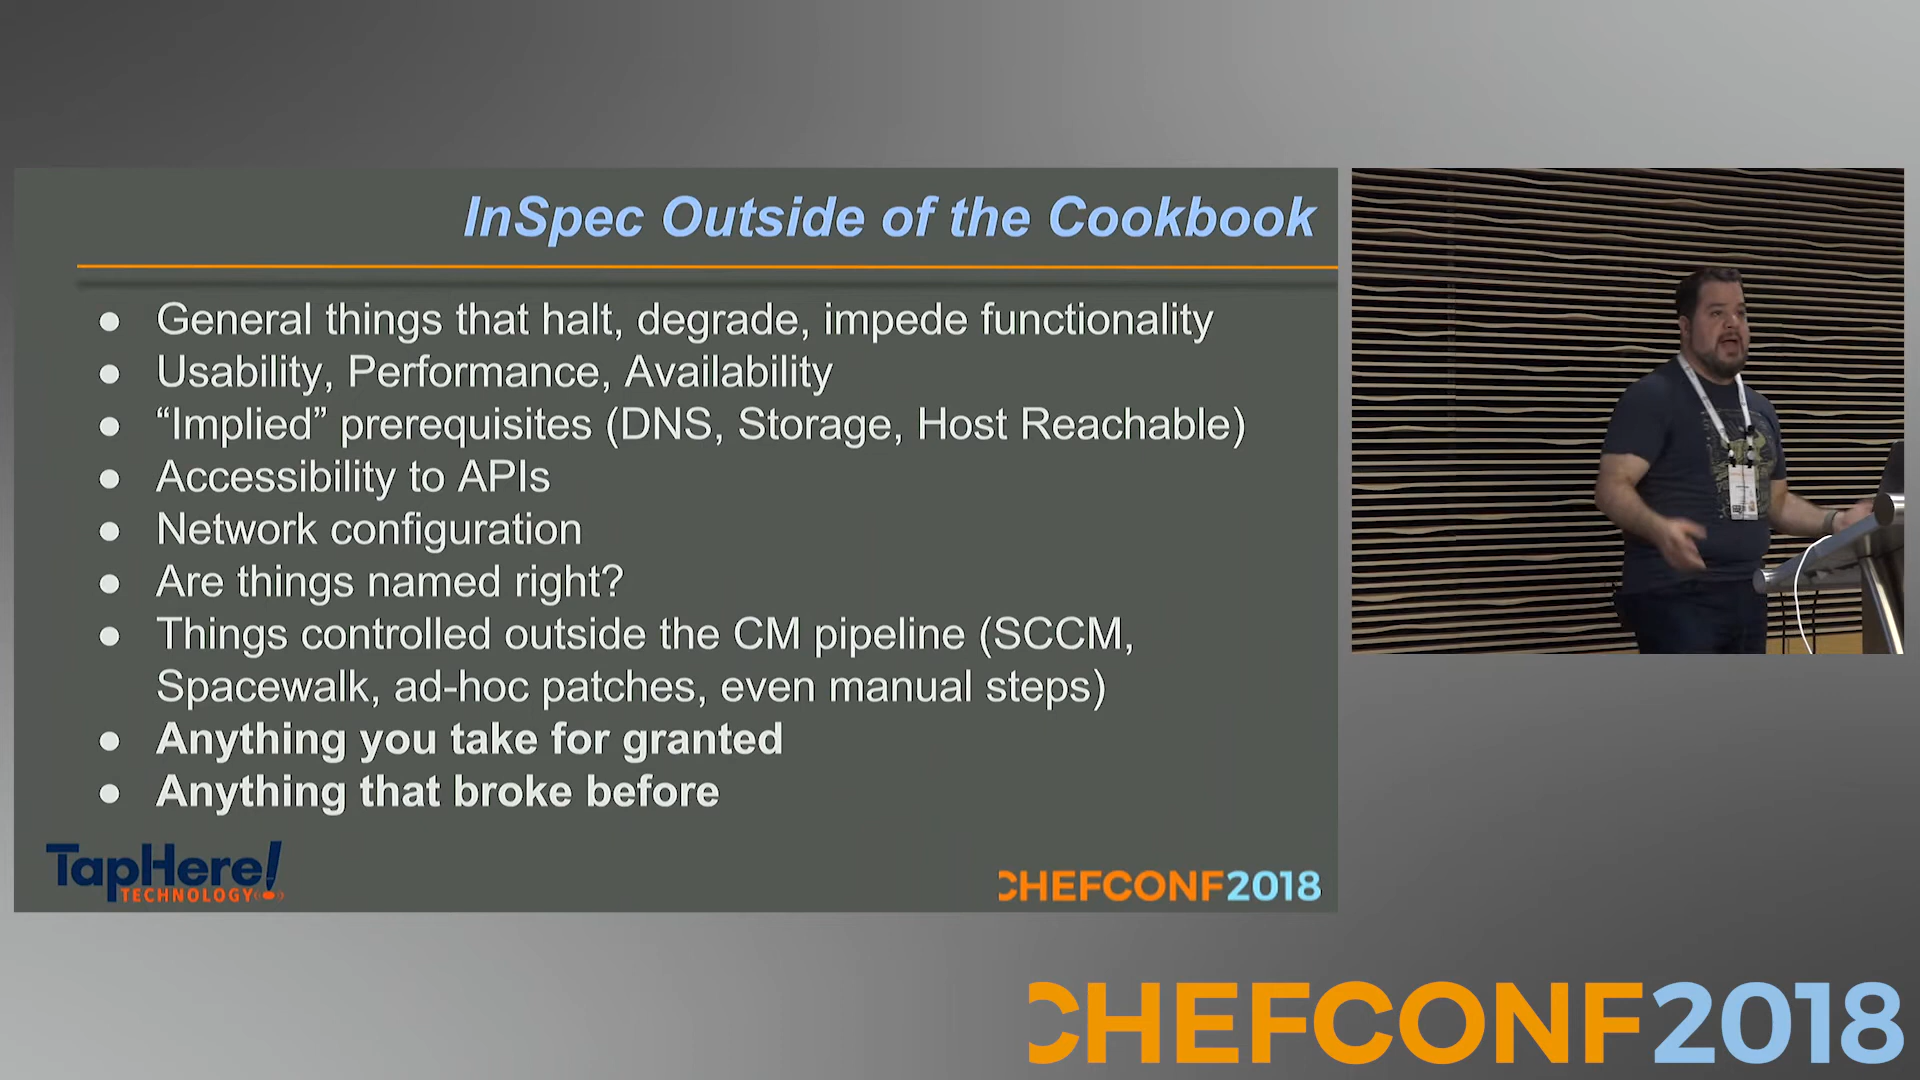 InSpec Outside of the Cookbook
● General things that halt, degrade, impede functionality
● Usability, Performance, Availability
● “Implied” prerequisites (DNS, Storage, Host Reachable)
● Accessibility to APIs
● Network configuration
● Are things named right?
● Things controlled outside the CM pipeline (SCCM,
Spacewalk, ad-hoc patches, even manual steps)
● Anything you take for granted
● Anything that broke before
TapHere!
TECHNOLOGY
CHEFCONF2018
CHEFCONF2018